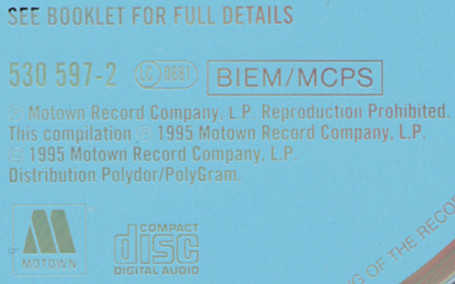 SEE BOOKLET FOR FULL DETAILS
530 597-2 LC 0881 BIEM/MCPS
℗ Motown Record Company, L.P. Reproduction Prohibited.
This compilation ℗ 1995 Motown Record Company, L.P.
© 1995 Motown Record Company, L.P.
Distribution Polydor/PolyGram.
M ®
MOTOWN
COMPACT
disc
DIGITAL AUDIO
G OF THE RECO